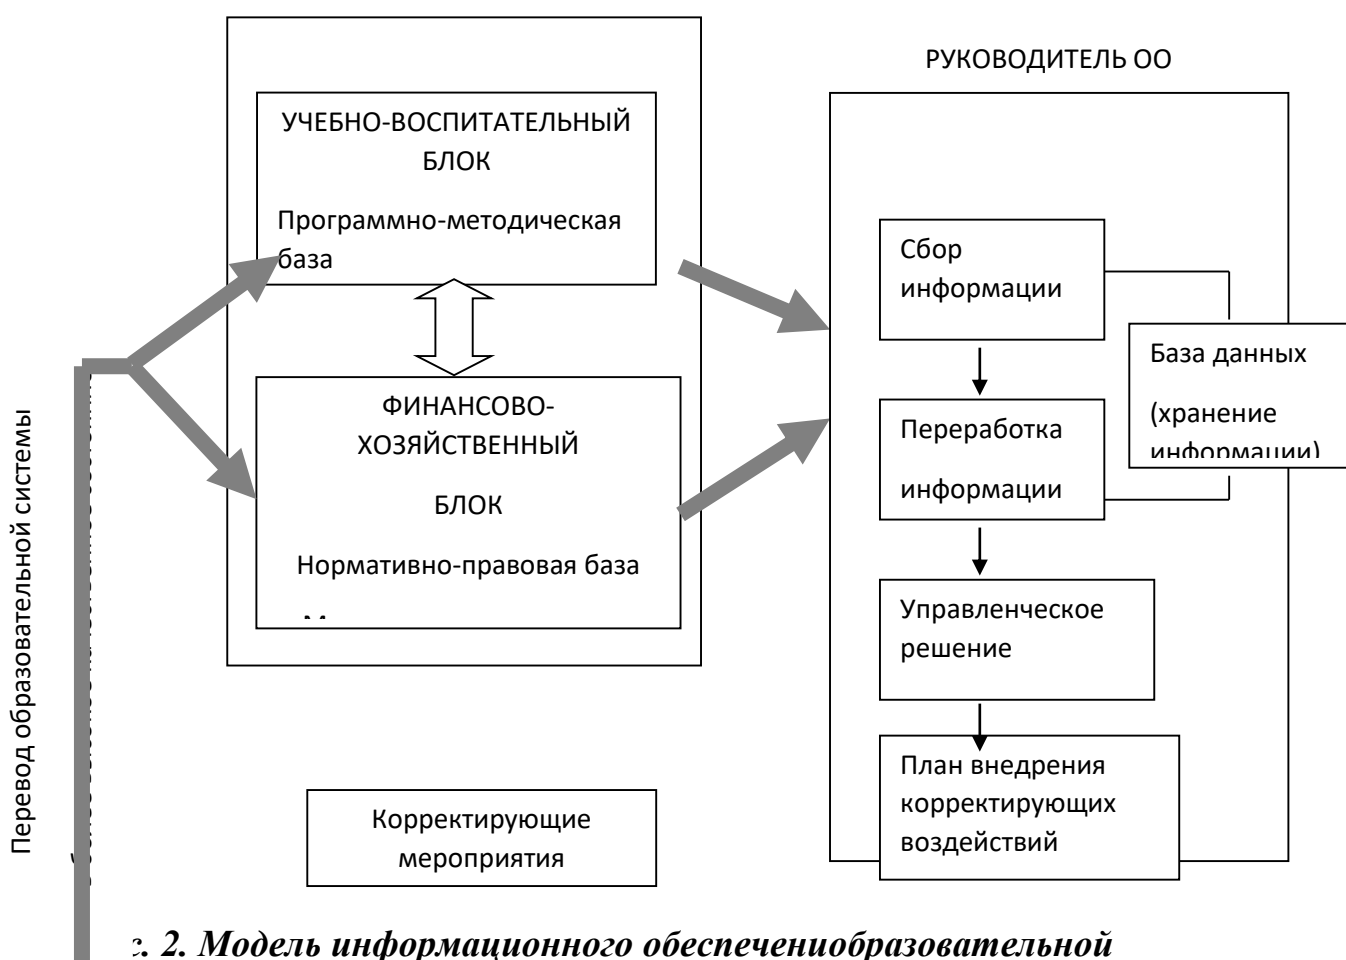 РУКОВОДИТЕЛЬ ОО
УЧЕБНО-ВОСПИТАТЕЛЬНЫЙ
БЛОК
Программно-методическая
база
ФИНАНСОВО-
ХОЗЯЙСТВЕННЫЙ
БЛОК
Нормативно-правовая база
Сбор
информации
База данных
(хранение
информации)
Переработка
информации
Управленческое
решение
План внедрения
корректирующих
воздействий
Корректирующие
мероприятия
Перевод образовательной системы
. 2. Модель информационного обеспечениобразовательной